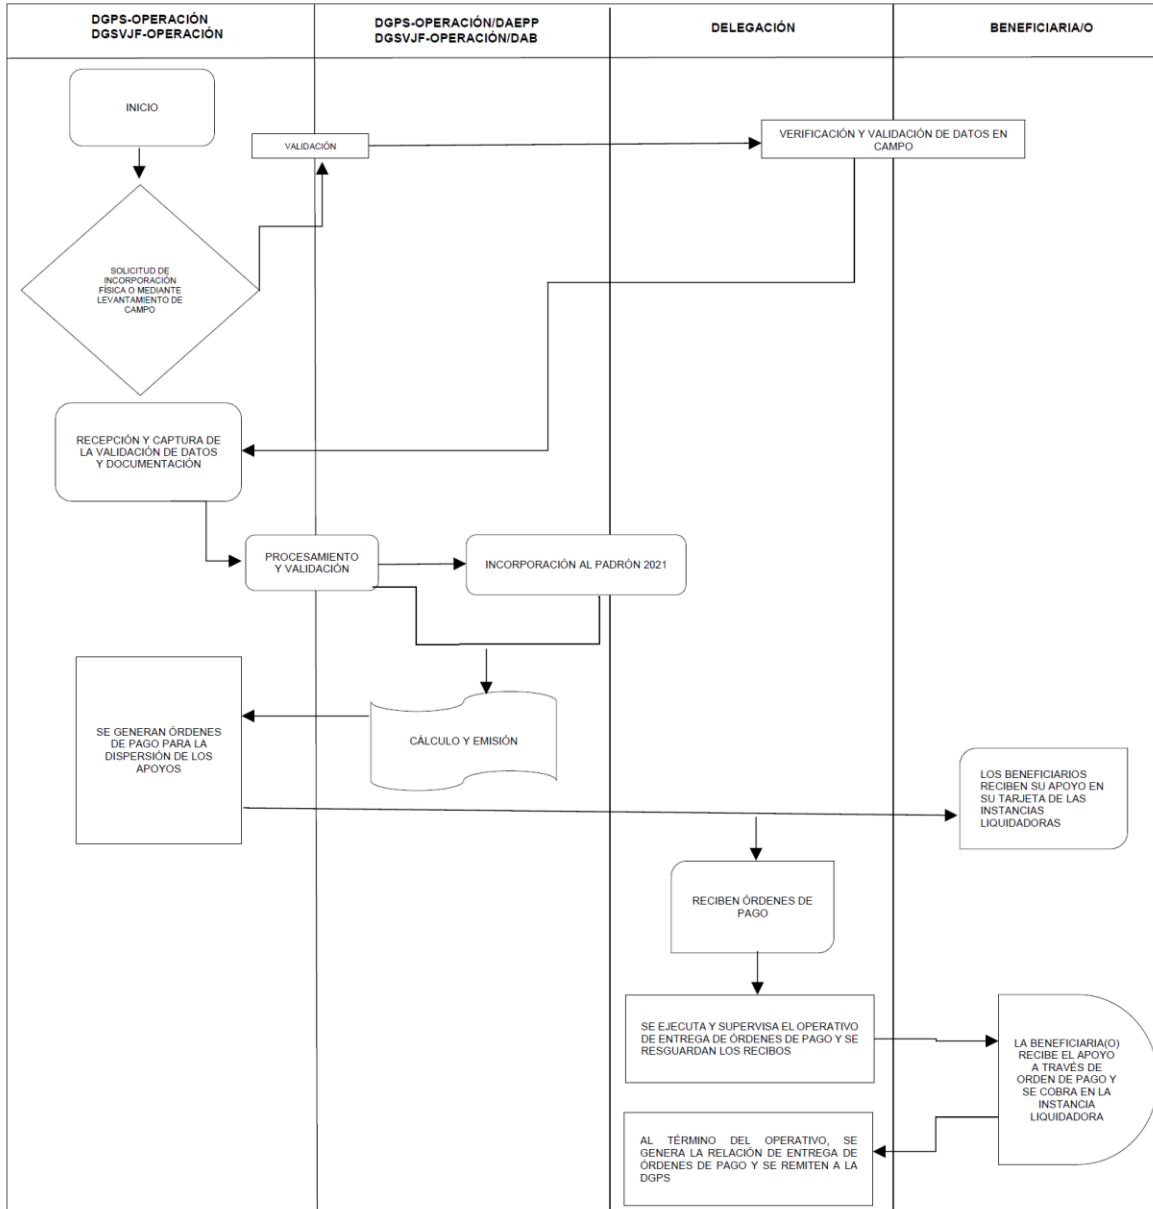 DGPS-OPERACIÓN
DGSVJF-OPERACIÓN
DGPS-OPERACIÓN/DAEPP
DGSVJF-OPERACIÓN/DAB
DELEGACIÓN
BENEFICIARIA/O
INICIO
VALIDACIÓN
VERIFICACIÓN Y VALIDACIÓN DE DATOS EN
CAMPO
SOLICITUD DE
INCORPORACIÓN
FÍSICA O MEDIANTE
LEVANTAMIENTO DE
CAMPO
RECEPCIÓN Y CAPTURA DE
LA VALIDACIÓN DE DATOS
Y DOCUMENTACIÓN
PROCESAMIENTO
Y VALIDACIÓN
INCORPORACIÓN AL PADRÓN 2021
SE GENERAN ÓRDENES
DE PAGO PARA LA
DISPERSIÓN DE LOS
APOYOS
CÁLCULO Y EMISIÓN
LOS BENEFICIARIOS
RECIBEN SU APOYO EN
SU TARJETA DE LAS
INSTANCIAS
LIQUIDADORAS
RECIBEN ÓRDENES DE
PAGO
SE EJECUTA Y SUPERVISA EL OPERATIVO
DE ENTREGA DE ÓRDENES DE PAGO Y SE
RESGUARDAN LOS RECIBOS
LA BENEFICIARIA(O)
RECIBE EL APOYO
A TRAVÉS DE
ORDEN DE PAGO Y
SE COBRA EN LA
INSTANCIA
LIQUIDADORA
AL TÉRMINO DEL OPERATIVO, SE
GENERA LA RELACIÓN DE ENTREGA DE
ÓRDENES DE PAGO Y SE REMITEN A LA
DGPS